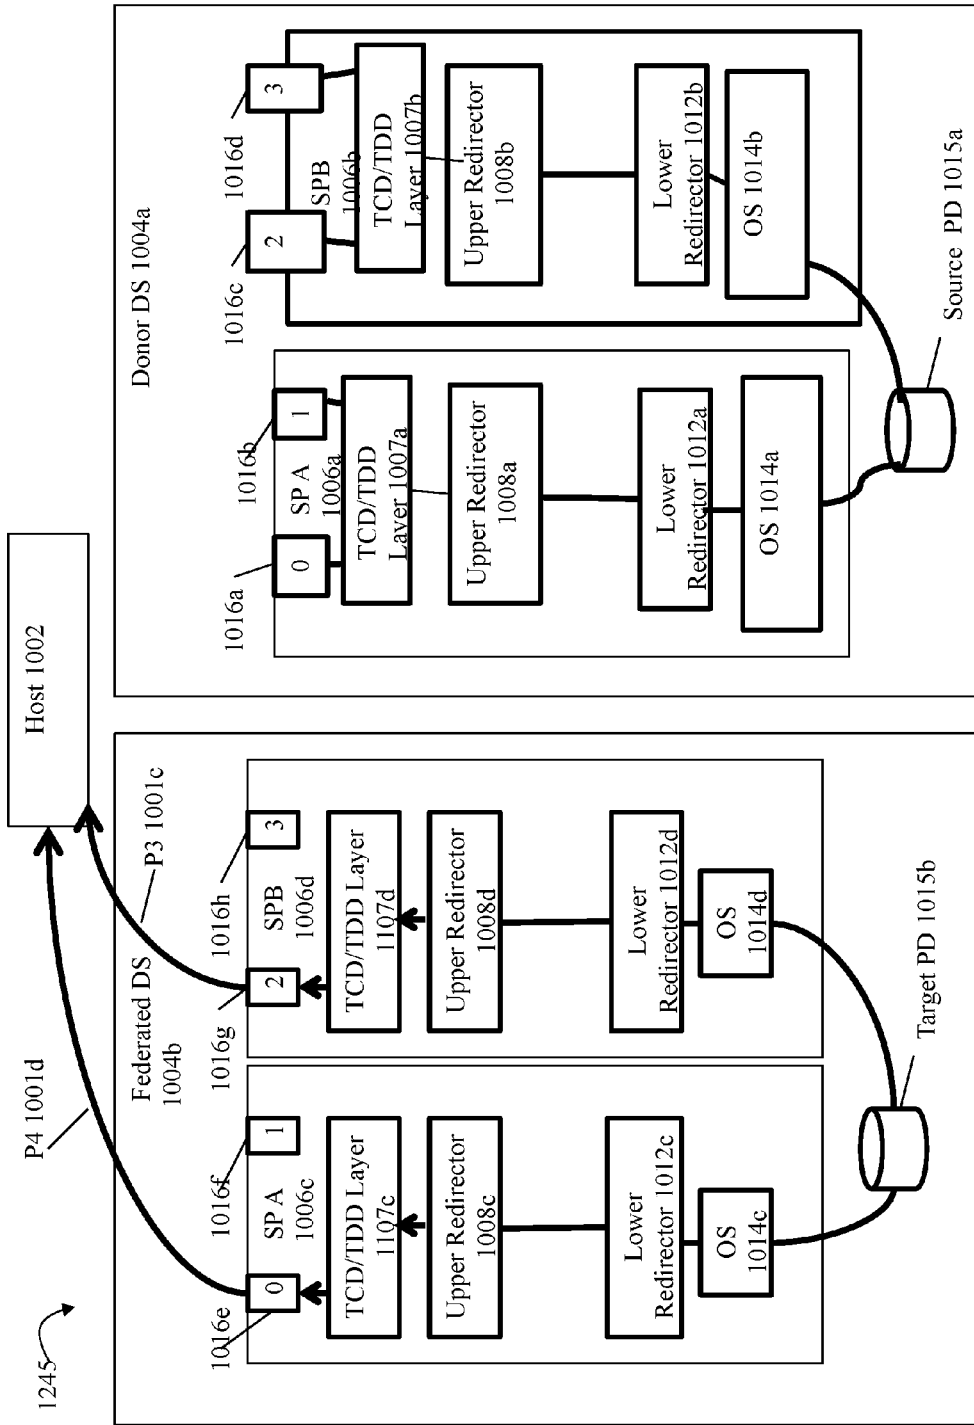 1245
Host 1002
P4 1001d
P3 1001c
Federated DS
1004b
1016e
0
1016f
1
SP A
1006c
TCD/TDD Layer
1107c
Upper Redirector
1008c
Lower
Redirector 1012c
OS
1014c
1016g
2
1016h
3
SPB
1006d
TCD/TDD Layer
1107d
Upper Redirector
1008d
Lower
Redirector 1012d
OS
1014d
Target PD 1015b
Donor DS 1004a
1016a
0
1016b
1
SP A
1006a
TCD/TDD
Layer 1007a
Upper Redirector
1008a
Lower
Redirector 1012a
OS 1014a
1016c
2
1016d
3
SPB
1006b
TCD/TDD
Layer 1007b
Upper Redirector
1008b
Lower
Redirector 1012b
OS 1014b
Source PD 1015a